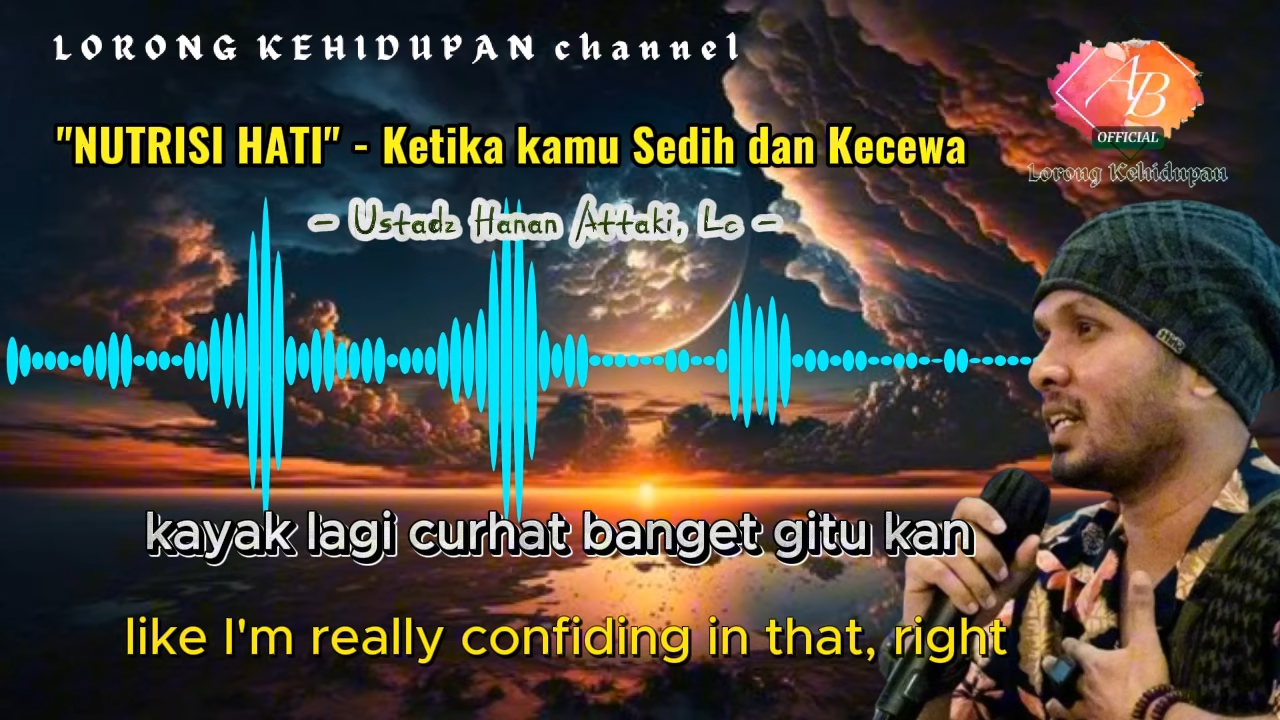 LORONG KEHIDUPAN channel
AB
OFFICIAL
Lorong Kehidupan
"NUTRISI HATI" - Ketika kamu Sedih dan Kecewa
- Ustadz Hanan Attaki, Lc -
kayak lagi curhat banget gitu kan
like I'm really confiding in that, right